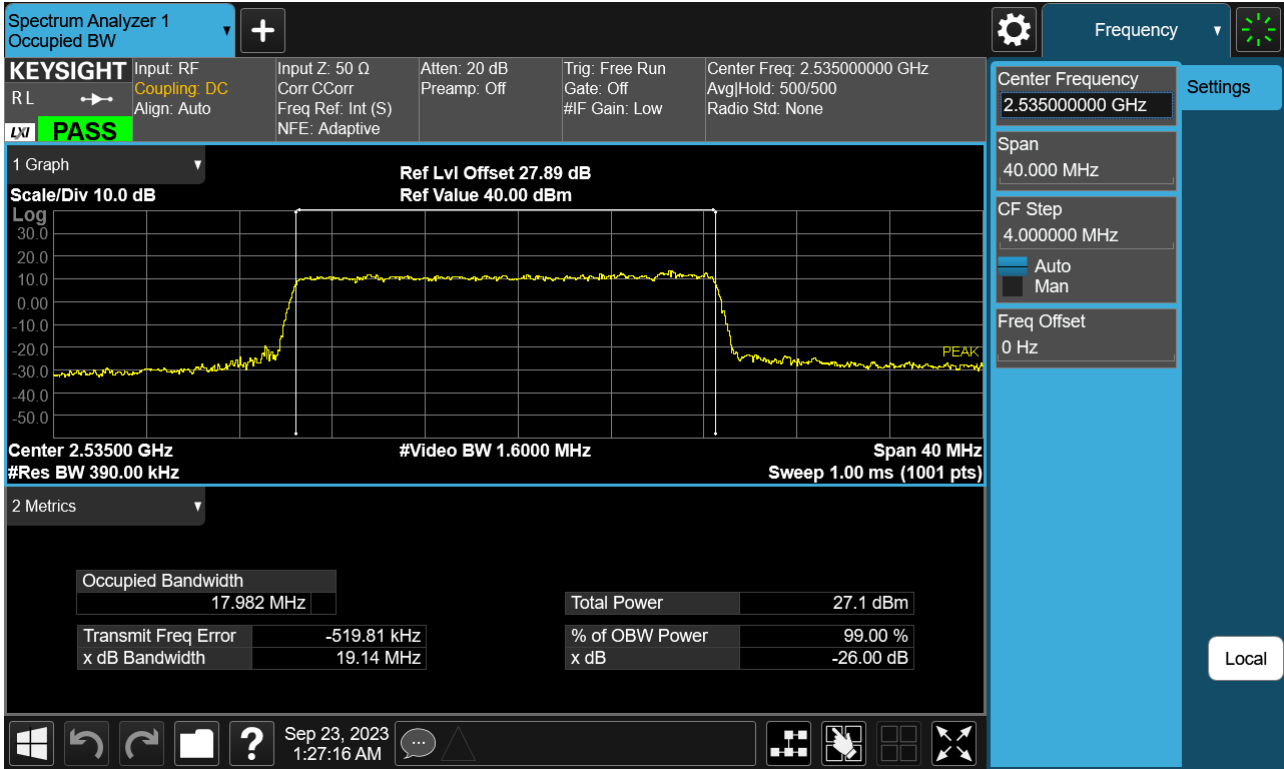 Spectrum Analyzer 1
Occupied BW
Frequency
KEYSIGHT
R L
LXI
PASS
Input: RF
Coupling: DC
Align: Auto
Input Z: 50 Ω
Corr CCorr
Freq Ref: Int (S)
NFE: Adaptive
Atten: 20 dB
Preamp: Off
Trig: Free Run
Gate: Off
#IF Gain: Low
Center Freq: 2.535000000 GHz
Avg|Hold: 500/500
Radio Std: None
Center Frequency
2.535000000 GHz
Settings
Span
40.000 MHz
CF Step
4.000000 MHz
Auto
Man
Freq Offset
0 Hz
Local
1 Graph
Scale/Div 10.0 dB
Ref Lvl Offset 27.89 dB
Ref Value 40.00 dBm
Log
30.0
20.0
10.0
0.00
-10.0
-20.0
-30.0
-40.0
-50.0
PEAK
Center 2.53500 GHz
#Video BW 1.6000 MHz
Span 40 MHz
#Res BW 390.00 kHz
Sweep 1.00 ms (1001 pts)
2 Metrics
Occupied Bandwidth
17.982 MHz
Total Power 27.1 dBm
Transmit Freq Error -519.81 kHz
% of OBW Power 99.00 %
x dB Bandwidth 19.14 MHz
x dB -26.00 dB
?
Sep 23, 2023
1:27:16 AM